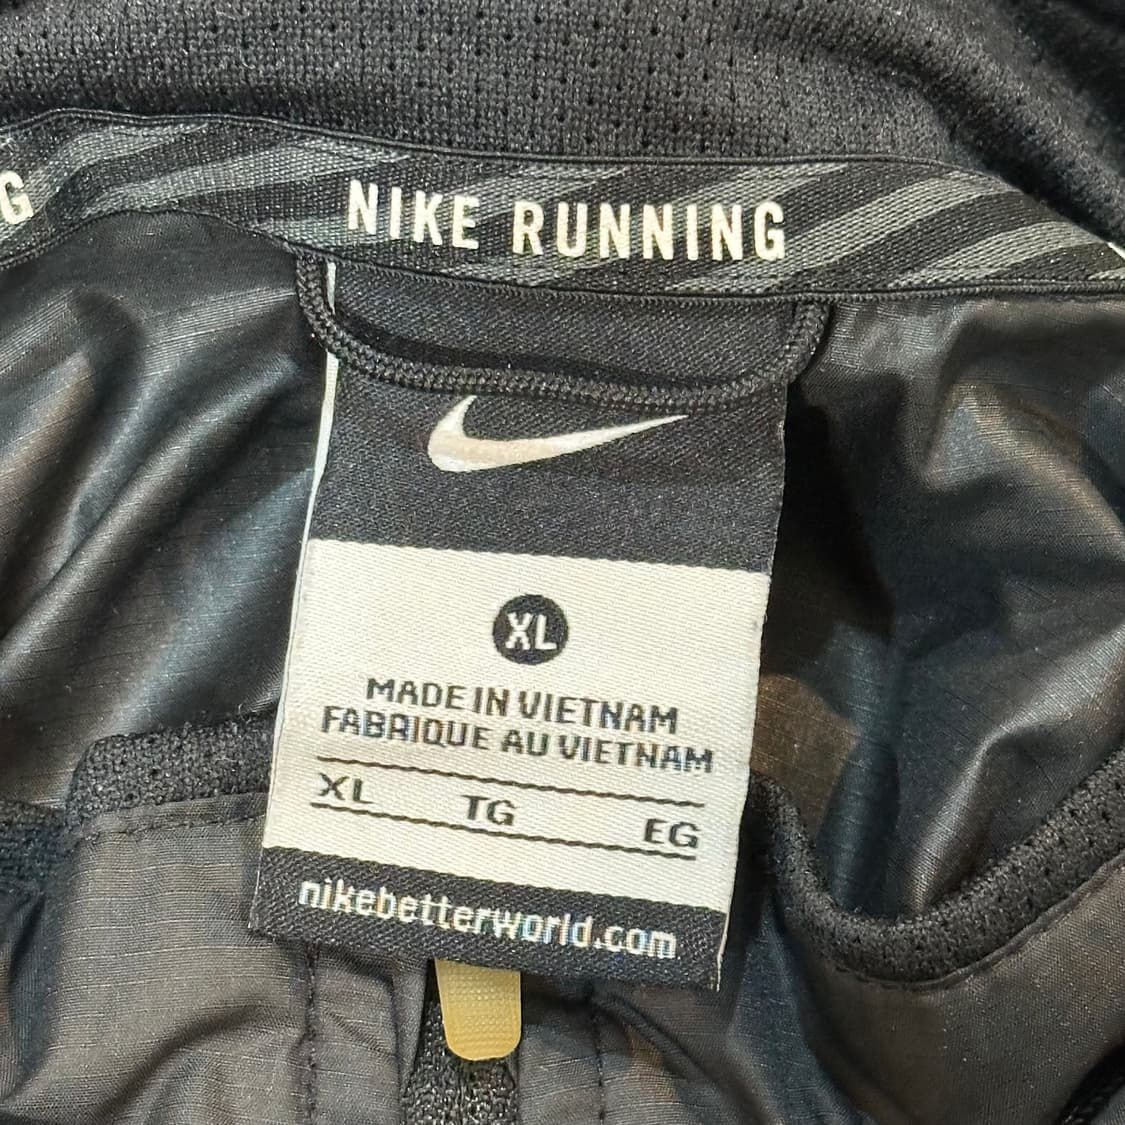 G
NIKE RUNNING
XL
MADE IN VIETNAM
FABRIQUE AU VIETNAM
XL TG EG
nikebetterworld.com